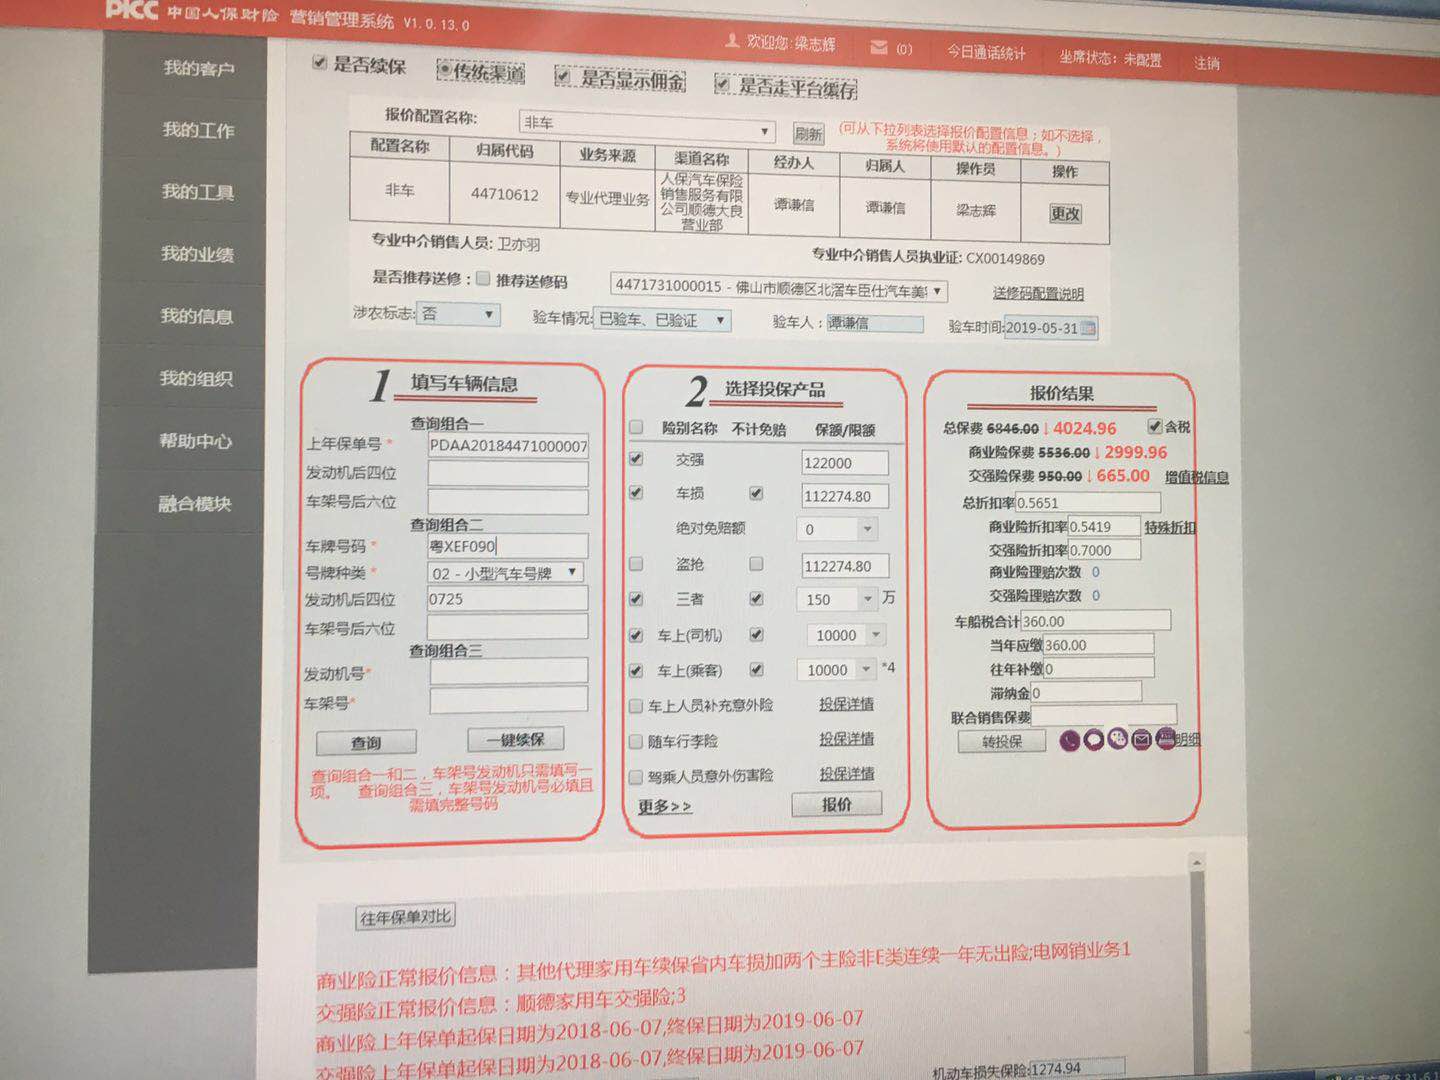 PICC 中国人保财险 营销管理系统 V1.0.13.0
欢迎您:梁志辉 (0) 今日通话统计 坐席状态：未配置 注销
我的客户
我的工作
我的工具
我的业绩
我的信息
我的组织
帮助中心
融合模块
是否续保 传统渠道 是否显示佣金 是否走平台缓存
报价配置名称: 非车 刷新 (可从下拉列表选择报价配置信息；如不选择，
系统将使用默认的配置信息。)
配置名称 归属代码 业务来源 渠道名称 经办人 归属人 操作员 操作
非车 44710612 专业代理业务 人保汽车保险
销售服务有限
公司顺德大良
营业部 谭谦信 谭谦信 梁志辉 更改
专业中介销售人员: 卫亦羽 专业中介销售人员执业证: CX00149869
是否推荐送修： 推荐送修码 4471731000015 - 佛山市顺德区北滘车臣仕汽车美 送修码配置说明
涉农标志: 否 验车情况: 已验车、已验证 验车人： 谭谦信 验车时间: 2019-05-31
1 填写车辆信息
查询组合一
上年保单号 * PDAA20184471000007
发动机后四位
车架号后六位
查询组合二
车牌号码 * 粤XEF090
号牌种类 * 02 - 小型汽车号牌
发动机后四位 0725
车架号后六位
查询组合三
发动机号*
车架号*
查询 一键续保
查询组合一和二，车架号发动机只需填写一
项。 查询组合三，车架号发动机号必填且
需填完整号码
2 选择投保产品
险别名称 不计免赔 保额/限额
交强 122000
车损 112274.80
绝对免赔额 0
盗抢 112274.80
三者 150 万
车上(司机) 10000
车上(乘客) 10000 *4
车上人员补充意外险 投保详情
随车行李险 投保详情
驾乘人员意外伤害险 投保详情
更多>> 报价
报价结果
总保费 6846.00 ↓4024.96 含税
商业险保费 5536.00 ↓2999.96
交强险保费 950.00 ↓665.00 增值税信息
总折扣率 0.5651
商业险折扣率 0.5419 特殊折扣
交强险折扣率 0.7000
商业险理赔次数 0
交强险理赔次数 0
车船税合计 360.00
当年应缴 360.00
往年补缴 0
滞纳金 0
联合销售保费
转投保 明细
往年保单对比
商业险正常报价信息：其他代理家用车续保省内车损加两个主险非E类连续一年无出险;电网销业务1
交强险正常报价信息：顺德家用车交强险;3
商业险上年保单起保日期为2018-06-07,终保日期为2019-06-07
交强险上年保单起保日期为2018-06-07,终保日期为2019-06-07
机动车损失保险: 1274.94